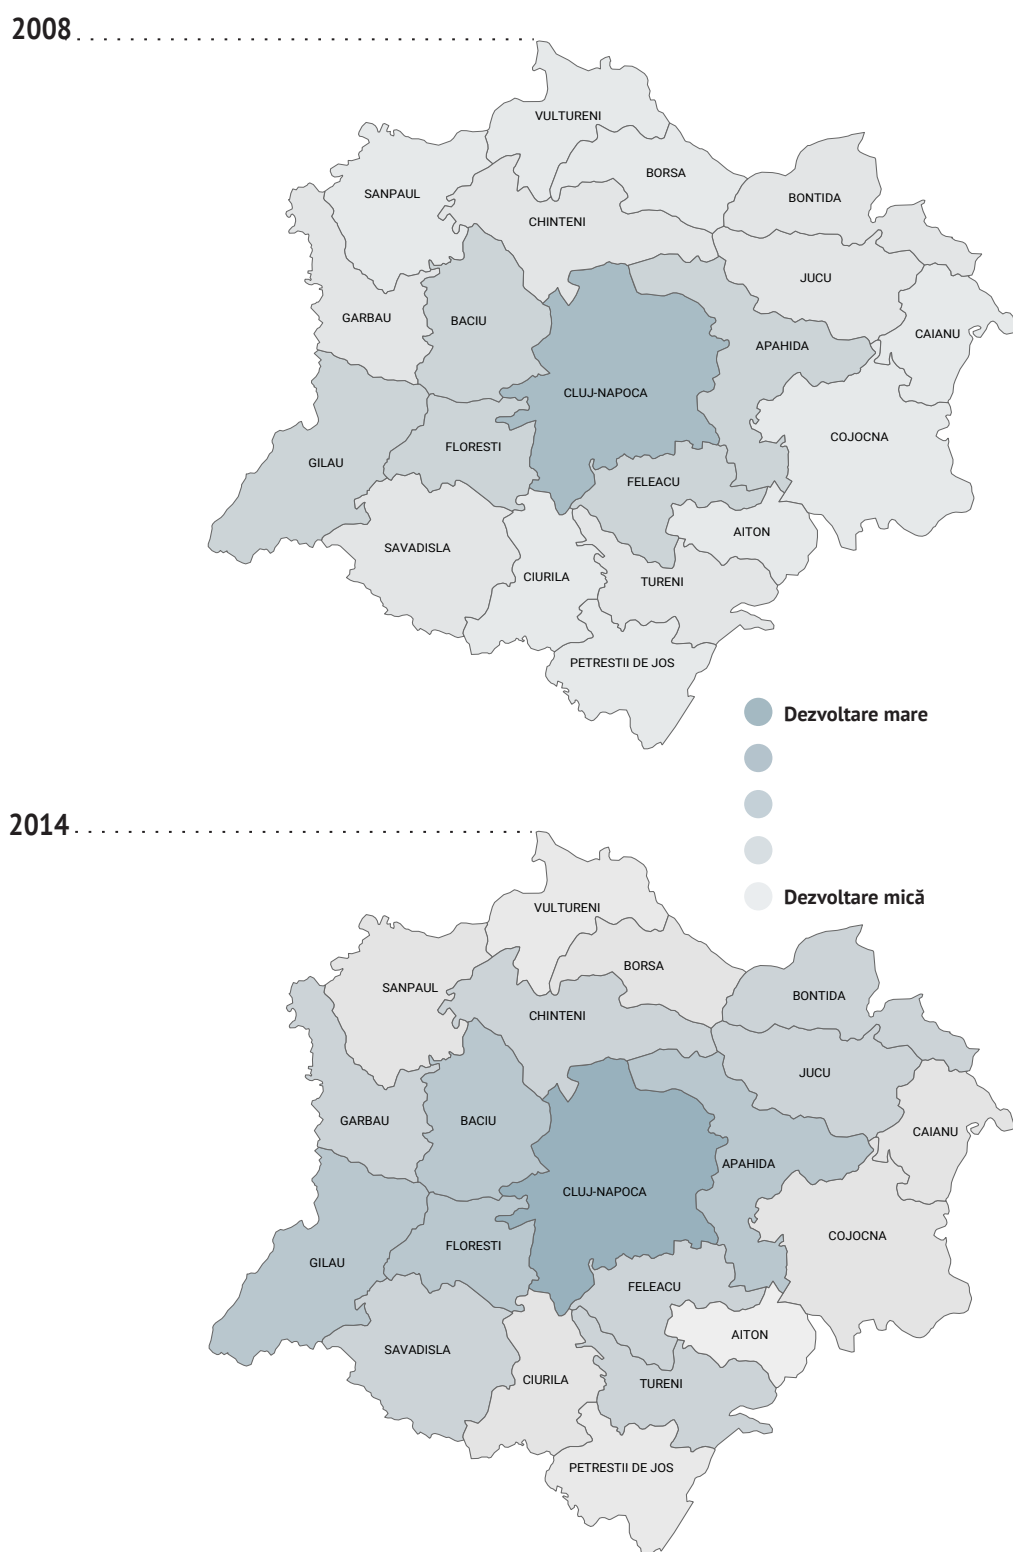 2008
VULTURENI
BORSA
SANPAUL
BONTIDA
CHINTENI
JUCU
GARBAU
BACIU
CAIANU
APAHIDA
CLUJ-NAPOCA
COJOCNA
FLORESTI
GILAU
FELEACU
AITON
SAVADISLA
CIURILA
TURENI
PETRESTII DE JOS
Dezvoltare mare
Dezvoltare mică
2014
VULTURENI
BORSA
SANPAUL
BONTIDA
CHINTENI
JUCU
GARBAU
BACIU
CAIANU
APAHIDA
CLUJ-NAPOCA
COJOCNA
FLORESTI
GILAU
FELEACU
AITON
SAVADISLA
CIURILA
TURENI
PETRESTII DE JOS